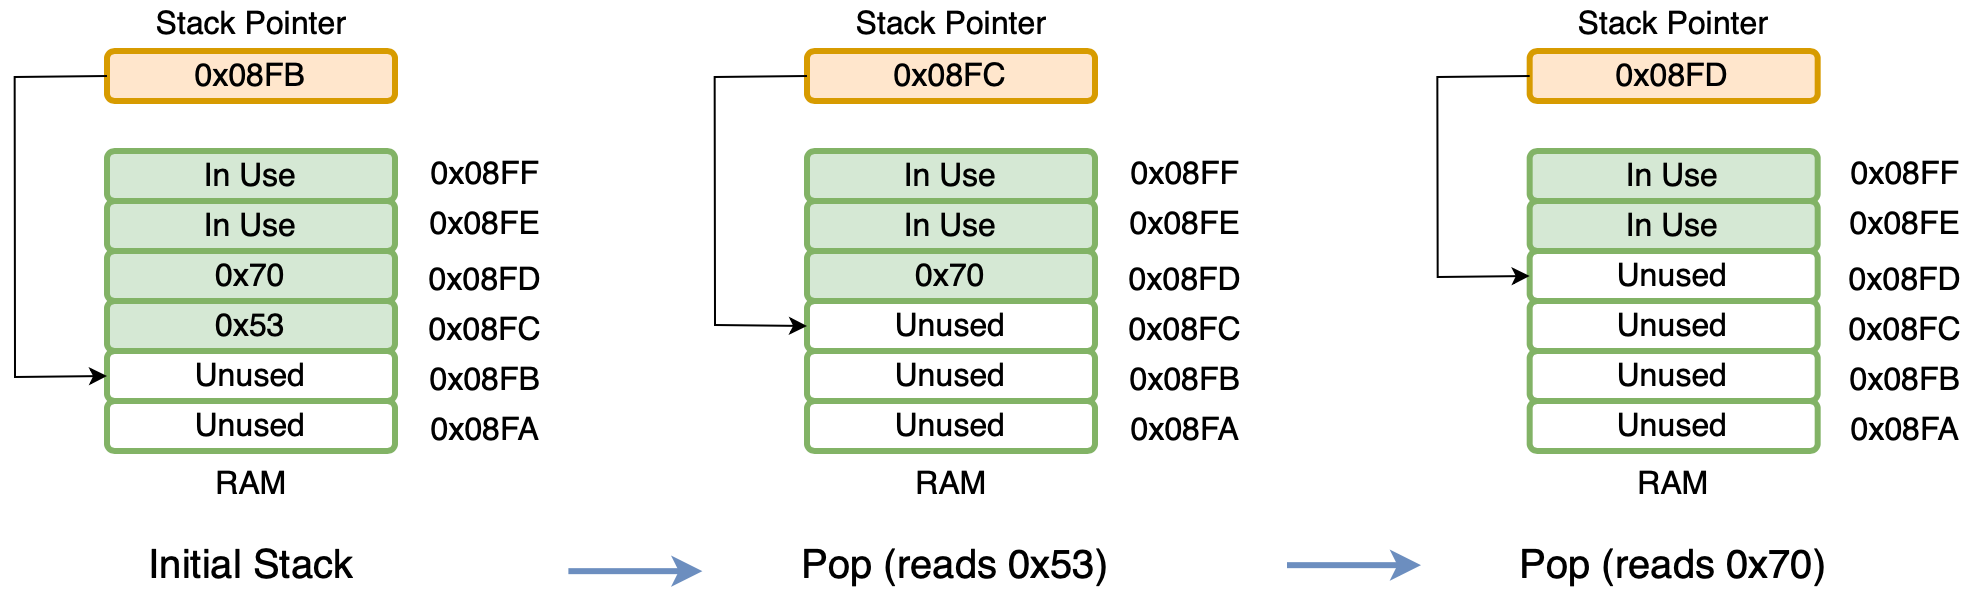 Stack Pointer
0x08FB
In Use 0x08FF
In Use 0x08FE
0x70 0x08FD
0x53 0x08FC
Unused 0x08FB
Unused 0x08FA
RAM
Initial Stack
Stack Pointer
0x08FC
In Use 0x08FF
In Use 0x08FE
0x70 0x08FD
Unused 0x08FC
Unused 0x08FB
Unused 0x08FA
RAM
Pop (reads 0x53)
Stack Pointer
0x08FD
In Use 0x08FF
In Use 0x08FE
Unused 0x08FD
Unused 0x08FC
Unused 0x08FB
Unused 0x08FA
RAM
Pop (reads 0x70)